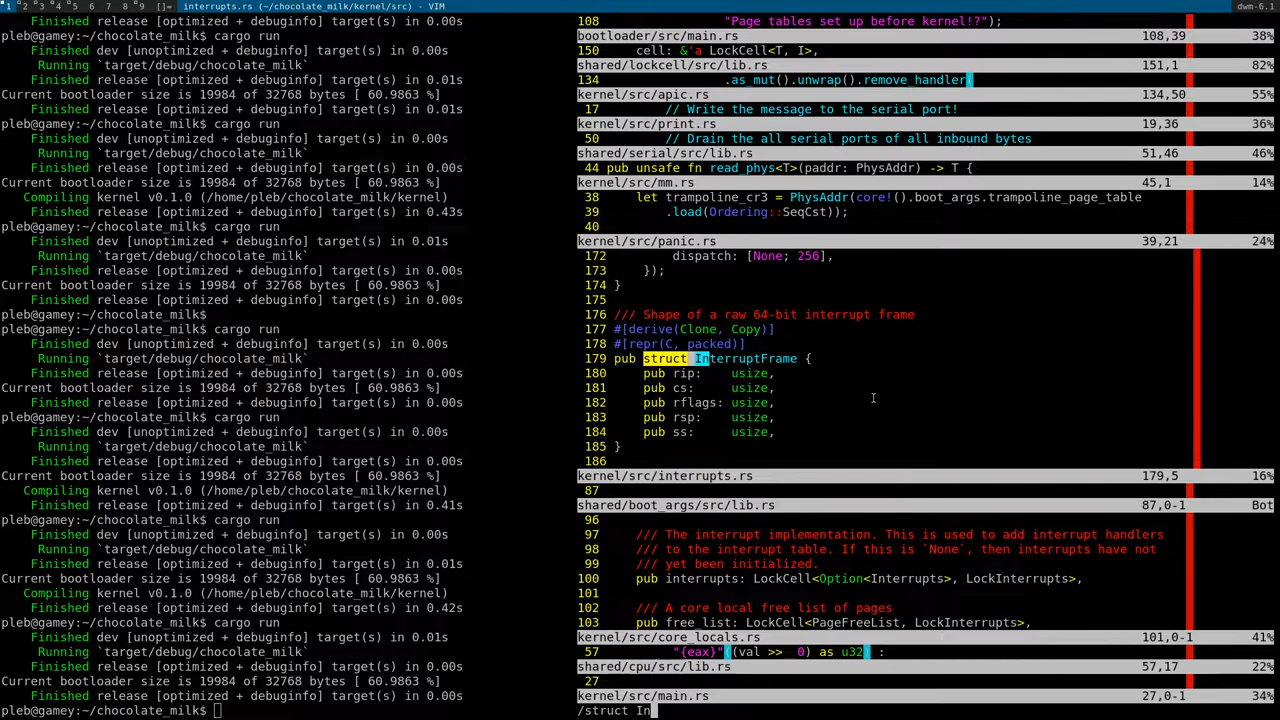 1 2 3 4 5 6 7 8 9 []= interrupts.rs (~/chocolate_milk/kernel/src) - VIM dwm-6.1
Finished release [optimized + debuginfo] target(s) in 0.00s
pleb@gamey:~/chocolate_milk$ cargo run
Finished dev [unoptimized + debuginfo] target(s) in 0.00s
Running `target/debug/chocolate_milk`
Finished release [optimized + debuginfo] target(s) in 0.01s
Current bootloader size is 19984 of 32768 bytes [ 60.9863 %]
Finished release [optimized + debuginfo] target(s) in 0.01s
pleb@gamey:~/chocolate_milk$ cargo run
Finished dev [unoptimized + debuginfo] target(s) in 0.00s
Running `target/debug/chocolate_milk`
Finished release [optimized + debuginfo] target(s) in 0.00s
Current bootloader size is 19984 of 32768 bytes [ 60.9863 %]
Compiling kernel v0.1.0 (/home/pleb/chocolate_milk/kernel)
Finished release [optimized + debuginfo] target(s) in 0.43s
pleb@gamey:~/chocolate_milk$ cargo run
Finished dev [unoptimized + debuginfo] target(s) in 0.01s
Running `target/debug/chocolate_milk`
Finished release [optimized + debuginfo] target(s) in 0.00s
Current bootloader size is 19984 of 32768 bytes [ 60.9863 %]
Finished release [optimized + debuginfo] target(s) in 0.00s
pleb@gamey:~/chocolate_milk$
pleb@gamey:~/chocolate_milk$ cargo run
Finished dev [unoptimized + debuginfo] target(s) in 0.00s
Running `target/debug/chocolate_milk`
Finished release [optimized + debuginfo] target(s) in 0.00s
Current bootloader size is 19984 of 32768 bytes [ 60.9863 %]
Finished release [optimized + debuginfo] target(s) in 0.00s
pleb@gamey:~/chocolate_milk$ cargo run
Finished dev [unoptimized + debuginfo] target(s) in 0.00s
Running `target/debug/chocolate_milk`
Finished release [optimized + debuginfo] target(s) in 0.00s
Current bootloader size is 19984 of 32768 bytes [ 60.9863 %]
Compiling kernel v0.1.0 (/home/pleb/chocolate_milk/kernel)
Finished release [optimized + debuginfo] target(s) in 0.41s
pleb@gamey:~/chocolate_milk$ cargo run
Finished dev [unoptimized + debuginfo] target(s) in 0.00s
Running `target/debug/chocolate_milk`
Finished release [optimized + debuginfo] target(s) in 0.00s
Current bootloader size is 19984 of 32768 bytes [ 60.9863 %]
Compiling kernel v0.1.0 (/home/pleb/chocolate_milk/kernel)
Finished release [optimized + debuginfo] target(s) in 0.42s
pleb@gamey:~/chocolate_milk$ cargo run
Finished dev [unoptimized + debuginfo] target(s) in 0.01s
Running `target/debug/chocolate_milk`
Finished release [optimized + debuginfo] target(s) in 0.00s
Current bootloader size is 19984 of 32768 bytes [ 60.9863 %]
Finished release [optimized + debuginfo] target(s) in 0.00s
pleb@gamey:~/chocolate_milk$
108 "Page tables set up before kernel!?");
bootloader/src/main.rs 108,39 38%
150 cell: &'a LockCell<T, I>,
shared/lockcell/src/lib.rs 151,1 82%
134 .as_mut().unwrap().remove_handler(
kernel/src/apic.rs 134,50 55%
17 // Write the message to the serial port!
kernel/src/print.rs 19,36 36%
50 // Drain the all serial ports of all inbound bytes
shared/serial/src/lib.rs 51,46 46%
44 pub unsafe fn read_phys<T>(paddr: PhysAddr) -> T {
kernel/src/mm.rs 45,1 14%
38 let trampoline_cr3 = PhysAddr(core!().boot_args.trampoline_page_table
39 .load(Ordering::SeqCst));
40
kernel/src/panic.rs 39,21 24%
172 dispatch: [None; 256],
173 });
174 }
175
176 /// Shape of a raw 64-bit interrupt frame
177 #[derive(Clone, Copy)]
178 #[repr(C, packed)]
179 pub struct InterruptFrame {
180 pub rip: usize,
181 pub cs: usize,
182 pub rflags: usize,
183 pub rsp: usize,
184 pub ss: usize,
185 }
186
kernel/src/interrupts.rs 179,5 16%
87
shared/boot_args/src/lib.rs 87,0-1 Bot
96
97 /// The interrupt implementation. This is used to add interrupt handlers
98 /// to the interrupt table. If this is `None`, then interrupts have not
99 /// yet been initialized.
100 pub interrupts: LockCell<Option<Interrupts>, LockInterrupts>,
101
102 /// A core local free list of pages
103 pub free_list: LockCell<PageFreeList, LockInterrupts>,
kernel/src/core_locals.rs 101,0-1 41%
57 "{eax}"((val >> 0) as u32) :
shared/cpu/src/lib.rs 57,17 22%
27
kernel/src/main.rs 27,0-1 34%
/struct In